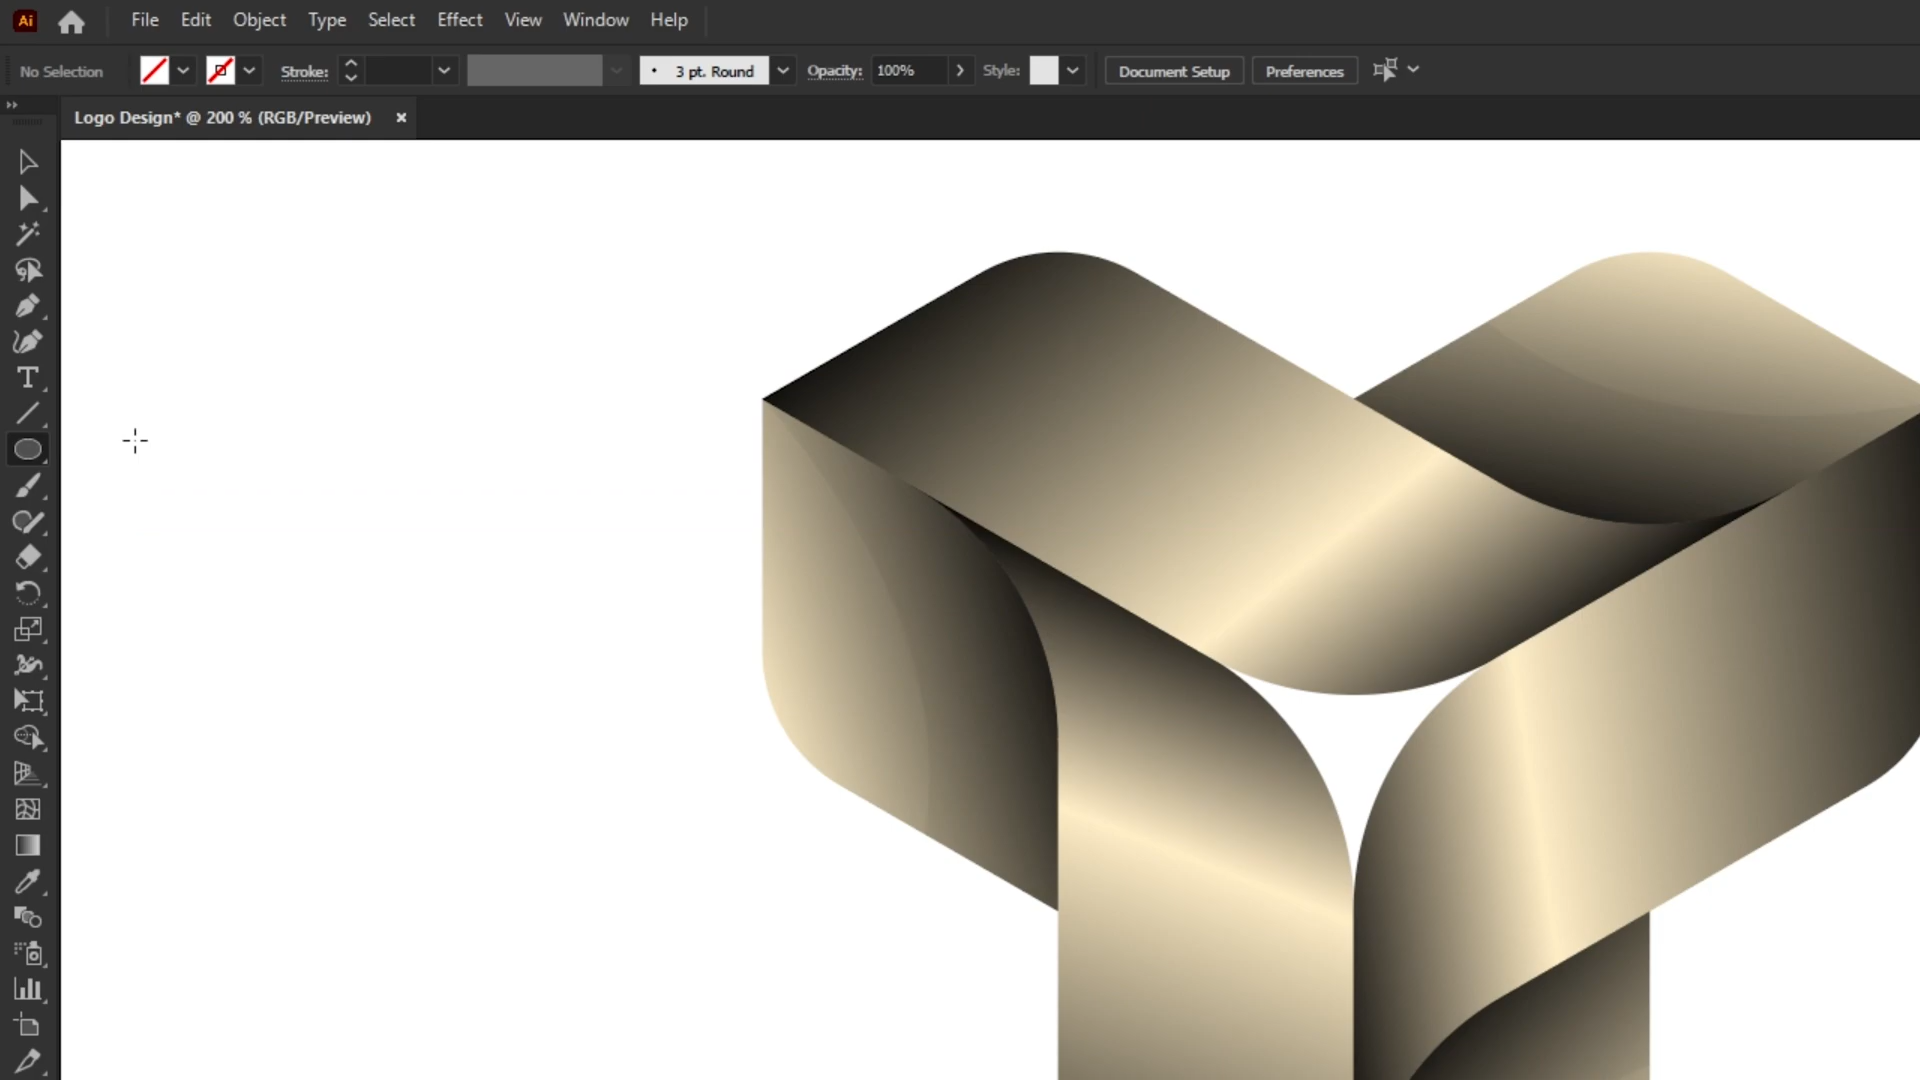 Ai File Edit Object Type Select Effect View Window Help
No Selection Stroke: 3 pt. Round Opacity: 100% Style: Document Setup Preferences
Logo Design* @ 200 % (RGB/Preview) ×